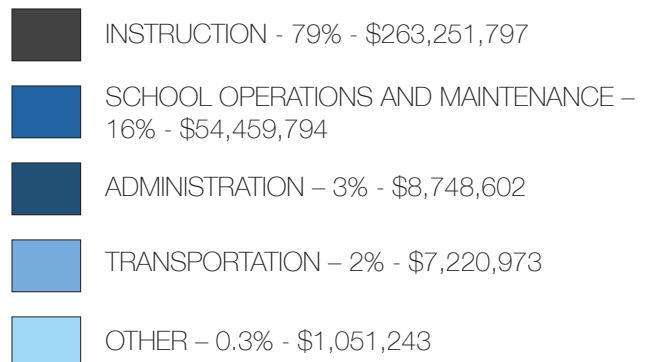 INSTRUCTION - 79% - $263,251,797
SCHOOL OPERATIONS AND MAINTENANCE –
16% - $54,459,794
ADMINISTRATION – 3% - $8,748,602
TRANSPORTATION – 2% - $7,220,973
OTHER – 0.3% - $1,051,243